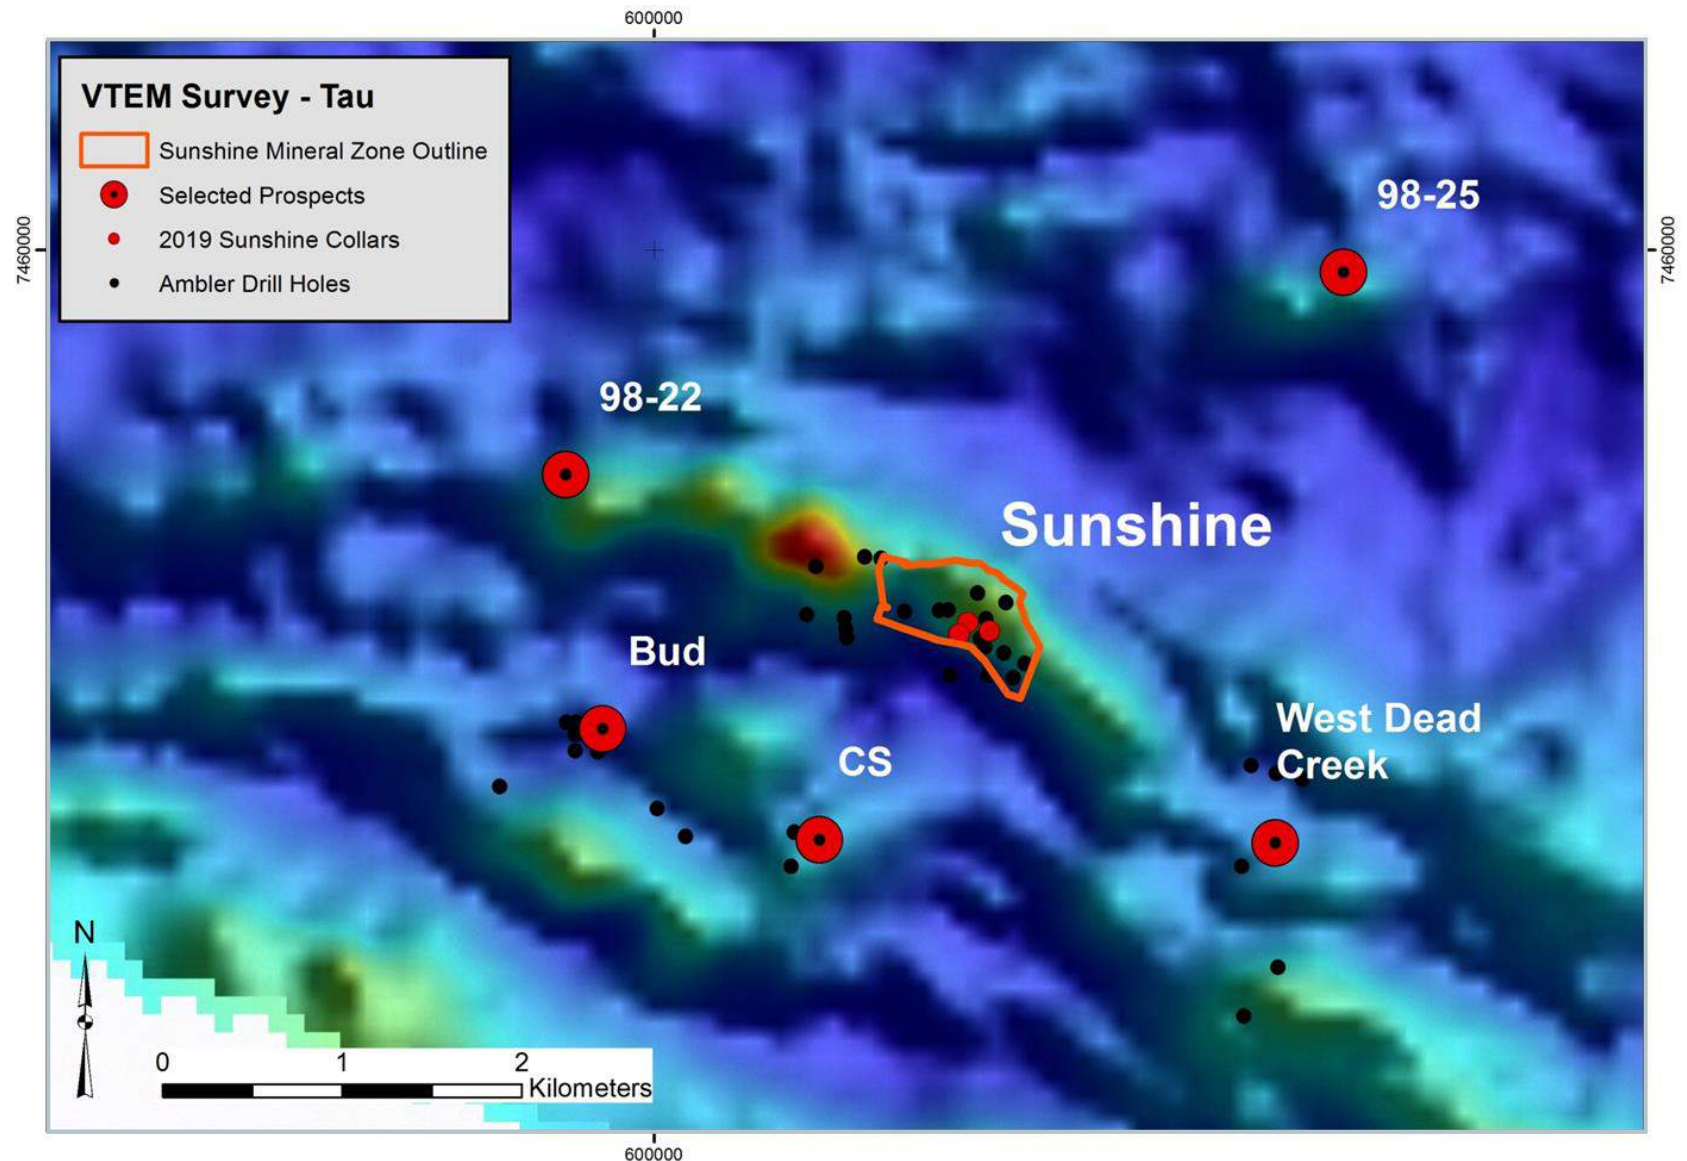 600000
VTEM Survey - Tau
Sunshine Mineral Zone Outline
Selected Prospects
2019 Sunshine Collars
Ambler Drill Holes
7460000
7460000
98-25
98-22
Sunshine
Bud
CS
West Dead
Creek
N
0 1 2
Kilometers
600000